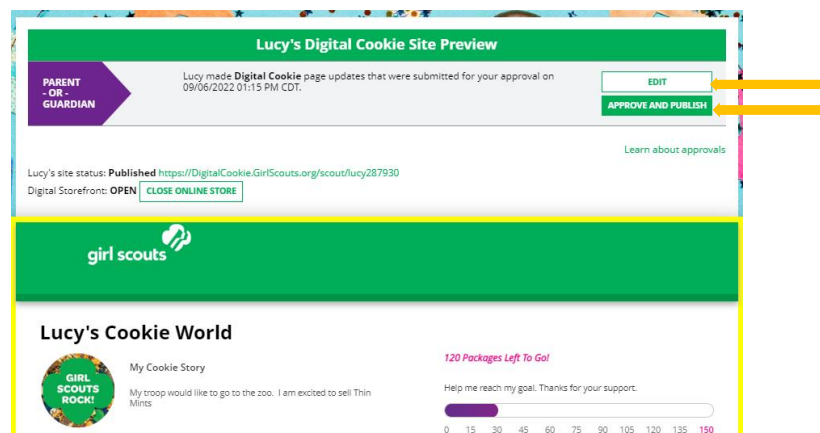 Lucy's Digital Cookie Site Preview
PARENT
- OR -
GUARDIAN
Lucy made Digital Cookie page updates that were submitted for your approval on
09/06/2022 01:15 PM CDT.
EDIT
APPROVE AND PUBLISH
Learn about approvals
Lucy's site status: Published https://DigitalCookie.GirlScouts.org/scout/lucy287930
Digital Storefront: OPEN CLOSE ONLINE STORE
girl scouts
Lucy's Cookie World
GIRL
SCOUTS
ROCK!
My Cookie Story
My troop would like to go to the zoo. I am excited to sell Thin
Mints
120 Packages Left To Go!
Help me reach my goal. Thanks for your support.
0 15 30 45 60 75 90 105 120 135 150